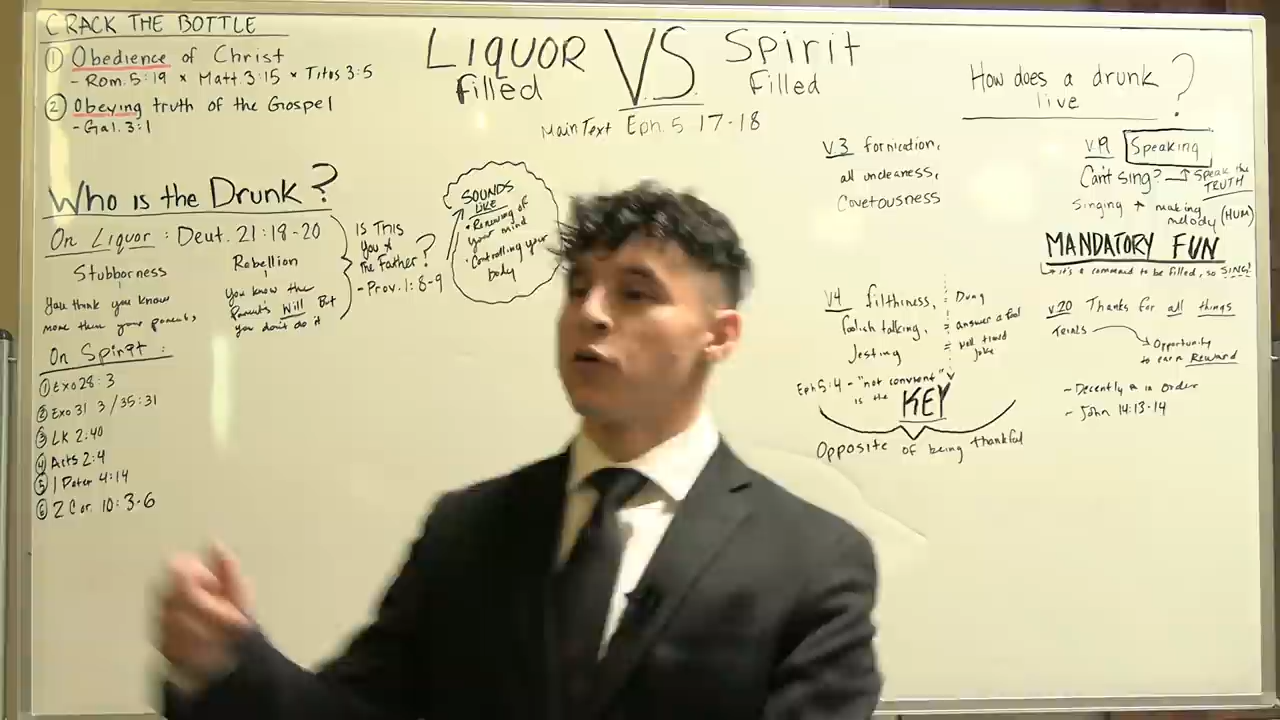 CRACK THE BOTTLE
① Obedience of Christ
- Rom. 5:19 × Matt 3:15 × Titos 3:5
② Obeying truth of the Gospel
- Gal. 3:1
LIQUOR VS Spirit
filled Filled
Main Text Eph. 5 17-18
Who is the Drunk?
On Liquor : Deut. 21:18-20
Stubborness
You think you know
more then your parents,
Rebellion
You know the
Parents Will But
you don't do it
IS This
you &
the Father?
- Prov. 1:8-9
SOUNDS
LIKE
• Renewing of
your mind
• Controlling your
body
On Spirit :
① Exo 28:3
② Exo 31 3 / 35:31
③ LK 2:40
④ Acts 2:4
⑤ 1 Peter 4:14
⑥ 2 Cor. 10:3-6
How does a drunk
live?
v.3 fornication,
all uncleaness,
Covetousness
v4 filthiness, = Dung
foolish talking, = answer a fool
Jesting = well timed
joke
Eph 5:4 - "not convient"
is the KEY
Opposite of being thankful
v.19 Speaking
Can't sing? → Speak the
TRUTH
Singing + making
melody (HUM)
MANDATORY FUN
it's a command to be filled, so SING!
v.20 Thanks for all things
TRIALS
Opportunity
to earn Reward
- Decently & in order
- John 14:13-14